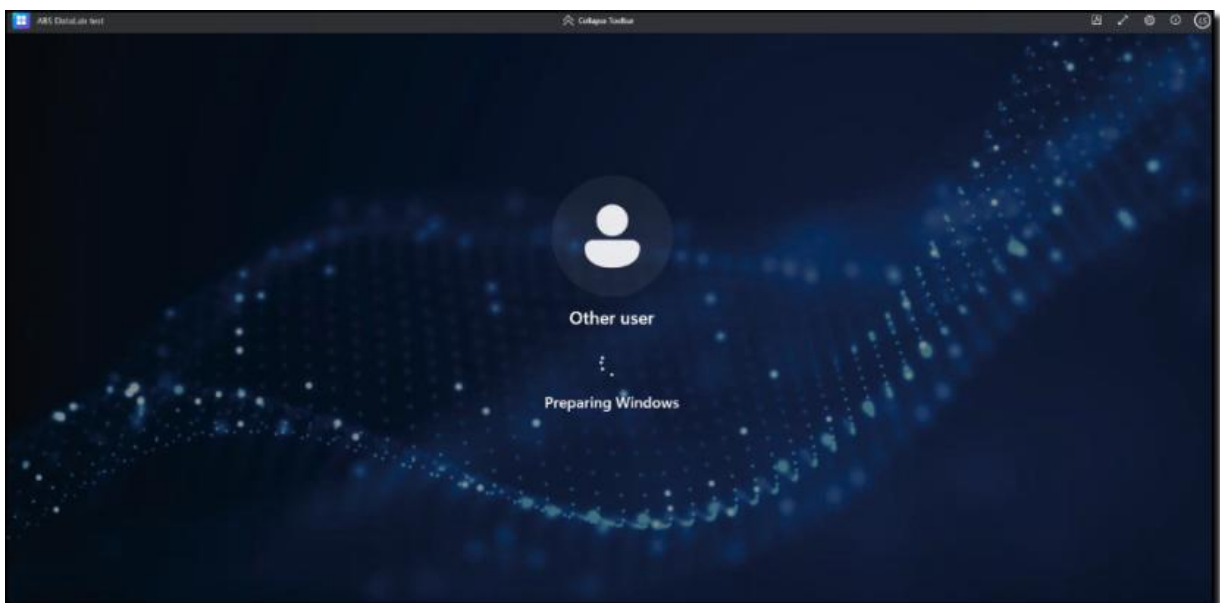 ABS DataLab test
Collapse Toolbar
Other user
Preparing Windows